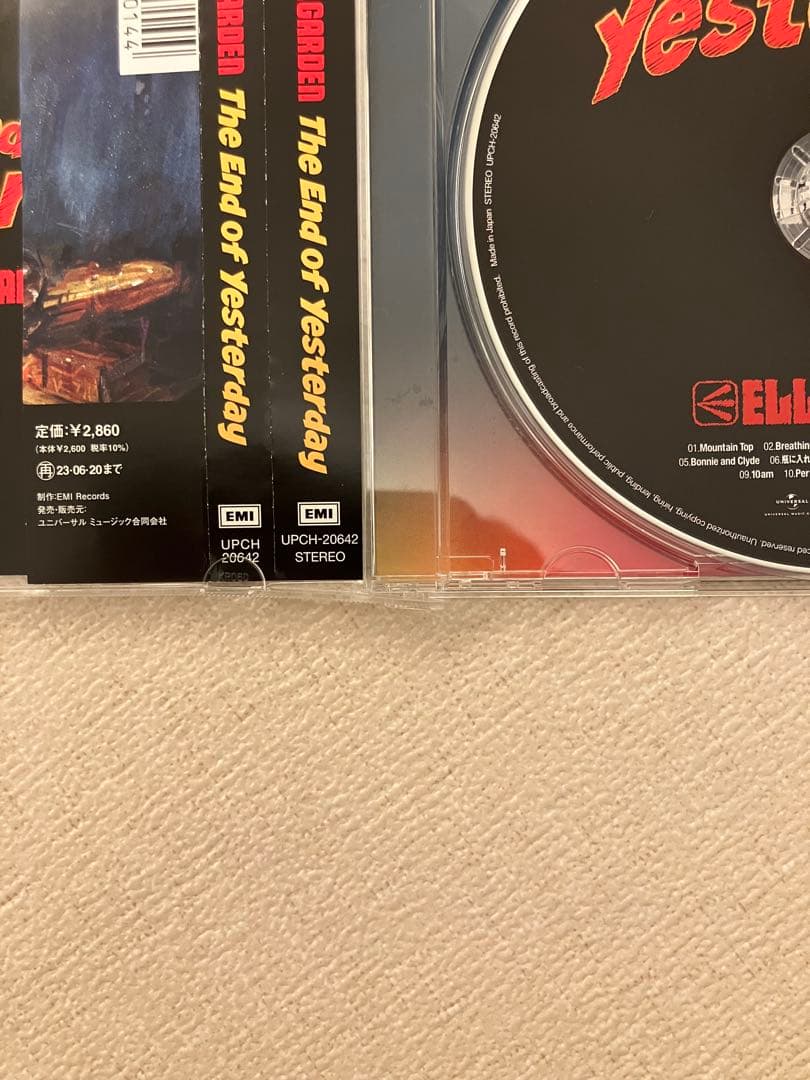 0144
定価:¥2,860
(本体¥2,600 税率10%)
再 23・06・20まで
制作:EMI Records
発売・販売元:
ユニバーサル ミュージック合同会社
GARDEN The End of Yesterday
EMI
UPCH
20642
GARDEN The End of Yesterday
EMI
UPCH-20642
STEREO
Yest
ELL
01.Mountain Top 02.Breathin
05.Bonnie and Clyde 06.瓶に入れ
09.10am 10.Per
UNIVERSAL
UNIVERSAL MUSIC
ced reserved. Unauthorized copying, hiring, lending, public performance and broadcasting of this record prohibited. Made in Japan STEREO UPCH-20642